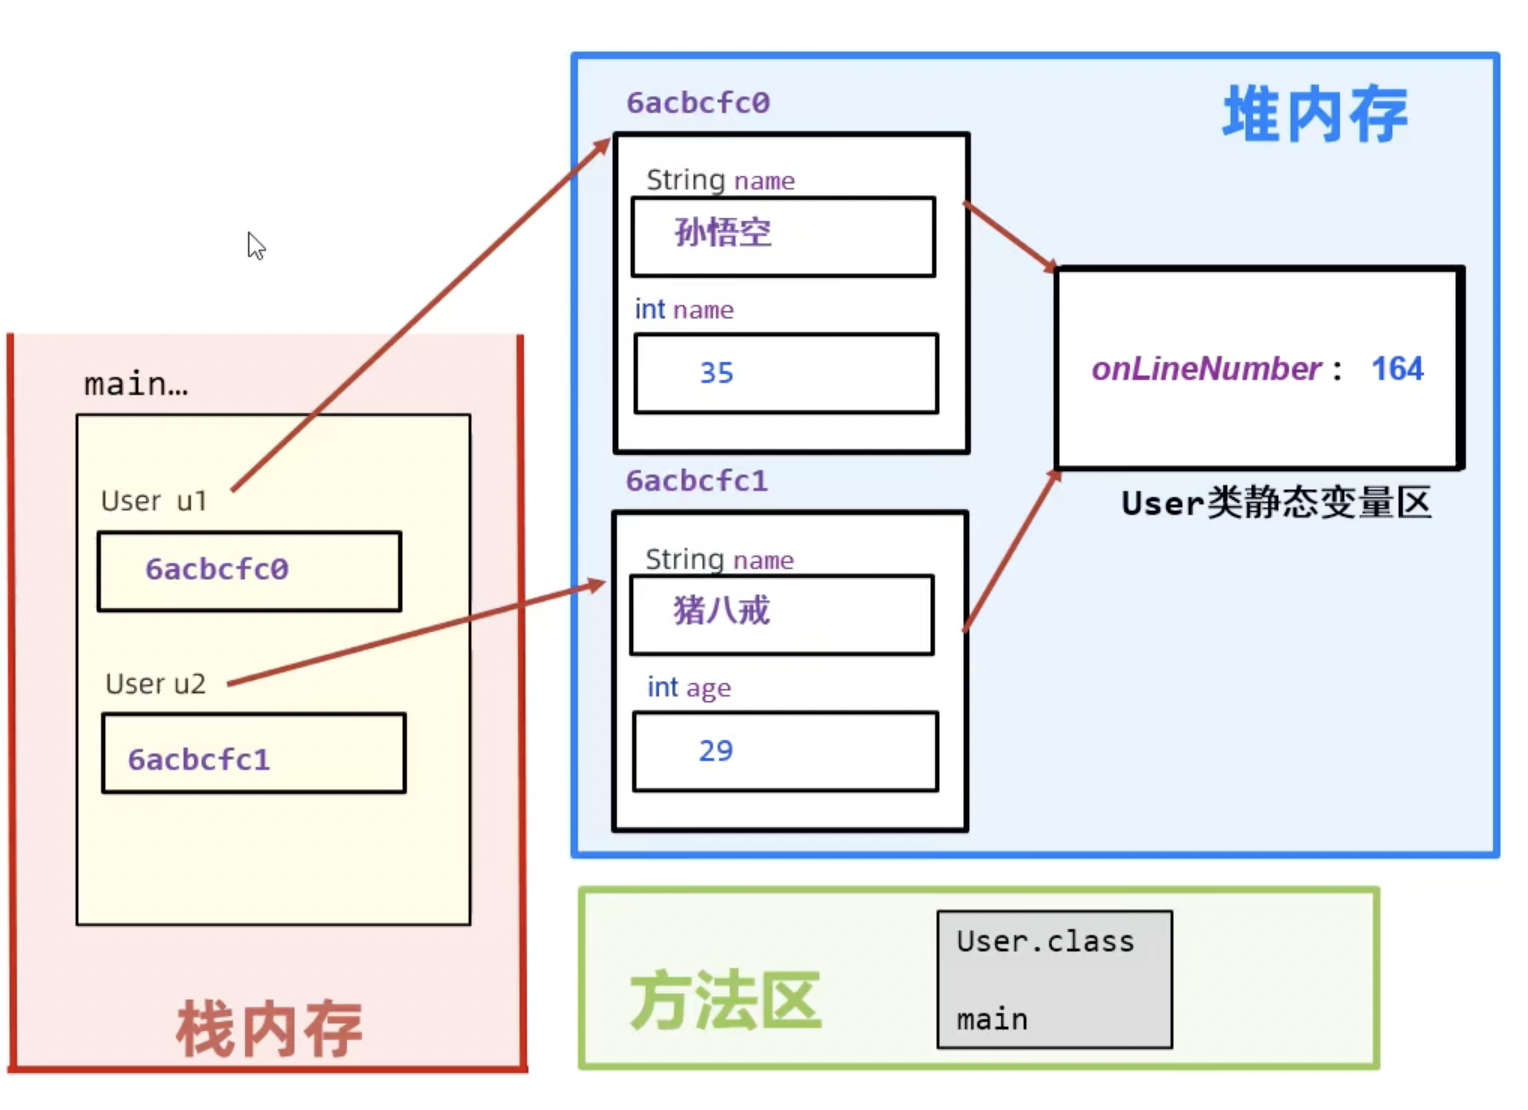 堆内存
6acbcfc0
String name
孙悟空
int name
35
6acbcfc1
String name
猪八戒
int age
29
onLineNumber： 164
User类静态变量区
main…
User u1
6acbcfc0
User u2
6acbcfc1
栈内存
方法区
User.class
main